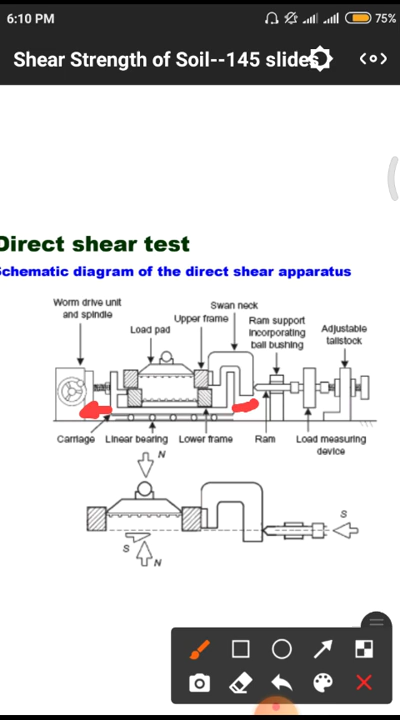 6:10 PM
75%
Shear Strength of Soil--145 slides
Direct shear test
Schematic diagram of the direct shear apparatus
Worm drive unit
and spindle
Load pad
Upper frame
Swan neck
Ram support
incorporating
ball bushing
Adjustable
tailstock
Carriage
Linear bearing
Lower frame
Ram
Load measuring
device
N
S
S
N